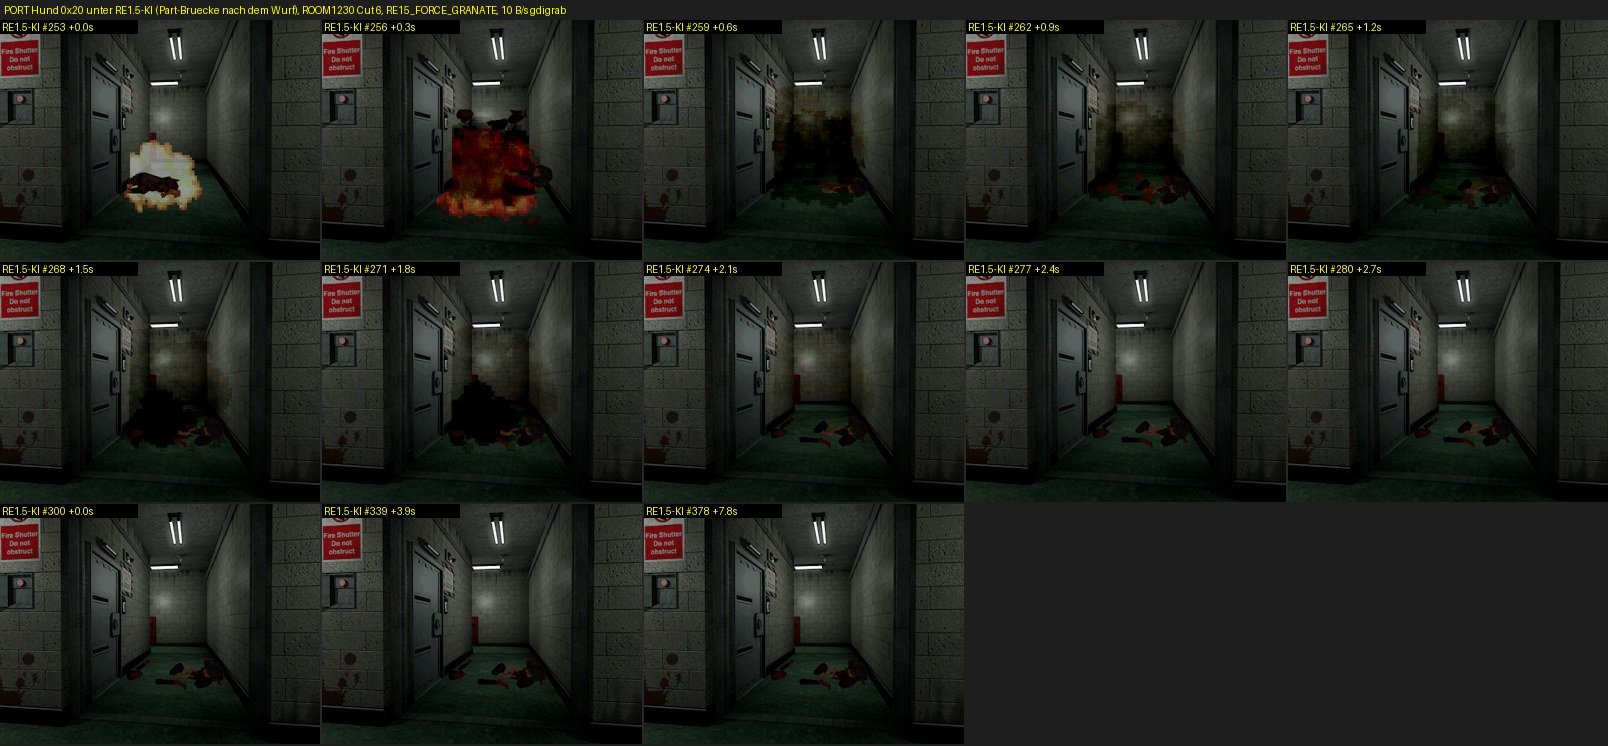 PORT Hund 0x20 unter RE1.5-KI (Part-Bruecke nach dem Wurf), ROOM1230 Cut 6, RE15_FORCE_GRANATE, 10 B/s gdigrab
RE1.5-KI #253 +0.0s
RE1.5-KI #256 +0.3s
RE1.5-KI #259 +0.6s
RE1.5-KI #262 +0.9s
RE1.5-KI #265 +1.2s
Fire Shutter
Do not
obstruct
Fire Shutter
Do not
obstruct
Fire Shutter
Do not
obstruct
Fire Shutter
Do not
obstruct
Fire Shutter
Do not
obstruct
RE1.5-KI #268 +1.5s
RE1.5-KI #271 +1.8s
RE1.5-KI #274 +2.1s
RE1.5-KI #277 +2.4s
RE1.5-KI #280 +2.7s
Fire Shutter
Do not
obstruct
Fire Shutter
Do not
obstruct
Fire Shutter
Do not
obstruct
Fire Shutter
Do not
obstruct
Fire Shutter
Do not
obstruct
RE1.5-KI #300 +0.0s
RE1.5-KI #339 +3.9s
RE1.5-KI #378 +7.8s
Fire Shutter
Do not
obstruct
Fire Shutter
Do not
obstruct
Fire Shutter
Do not
obstruct